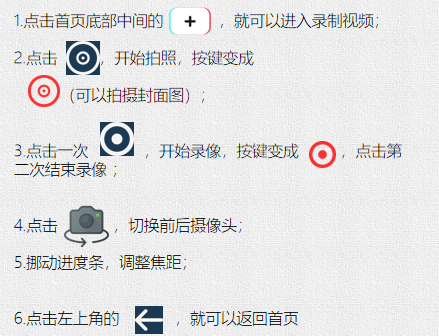 1.点击首页底部中间的 + ，就可以进入录制视频；
2.点击 ，开始拍照，按键变成
（可以拍摄封面图）；
3.点击一次 ，开始录像，按键变成 ，点击第
二次结束录像；
4.点击 ，切换前后摄像头；
5.挪动进度条，调整焦距；
6.点击左上角的 ，就可以返回首页